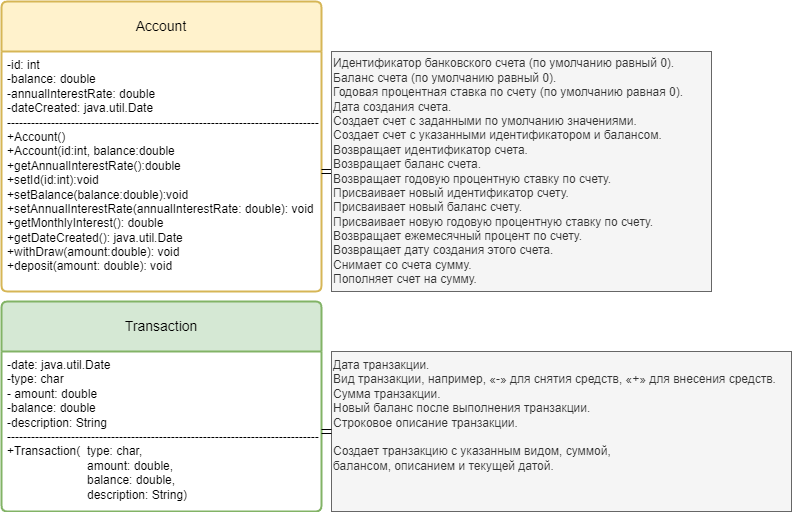 Account
-id: int
-balance: double
-annualInterestRate: double
-dateCreated: java.util.Date
--------------------------------------------------------------------------------
+Account()
+Account(id:int, balance:double
+getAnnualInterestRate():double
+setId(id:int):void
+setBalance(balance:double):void
+setAnnualInterestRate(annualInterestRate: double): void
+getMonthlyInterest(): double
+getDateCreated(): java.util.Date
+withDraw(amount:double): void
+deposit(amount: double): void
Идентификатор банковского счета (по умолчанию равный 0).
Баланс счета (по умолчанию равный 0).
Годовая процентная ставка по счету (по умолчанию равная 0).
Дата создания счета.
Создает счет с заданными по умолчанию значениями.
Создает счет с указанными идентификатором и балансом.
Возвращает идентификатор счета.
Возвращает баланс счета.
Возвращает годовую процентную ставку по счету.
Присваивает новый идентификатор счету.
Присваивает новый баланс счету.
Присваивает новую годовую процентную ставку по счету.
Возвращает ежемесячный процент по счету.
Возвращает дату создания этого счета.
Снимает со счета сумму.
Пополняет счет на сумму.
Transaction
-date: java.util.Date
-type: char
- amount: double
-balance: double
-description: String
--------------------------------------------------------------------------------
+Transaction( type: char,
amount: double,
balance: double,
description: String)
Дата транзакции.
Вид транзакции, например, «-» для снятия средств, «+» для внесения средств.
Сумма транзакции.
Новый баланс после выполнения транзакции.
Строковое описание транзакции.
Создает транзакцию с указанным видом, суммой,
балансом, описанием и текущей датой.